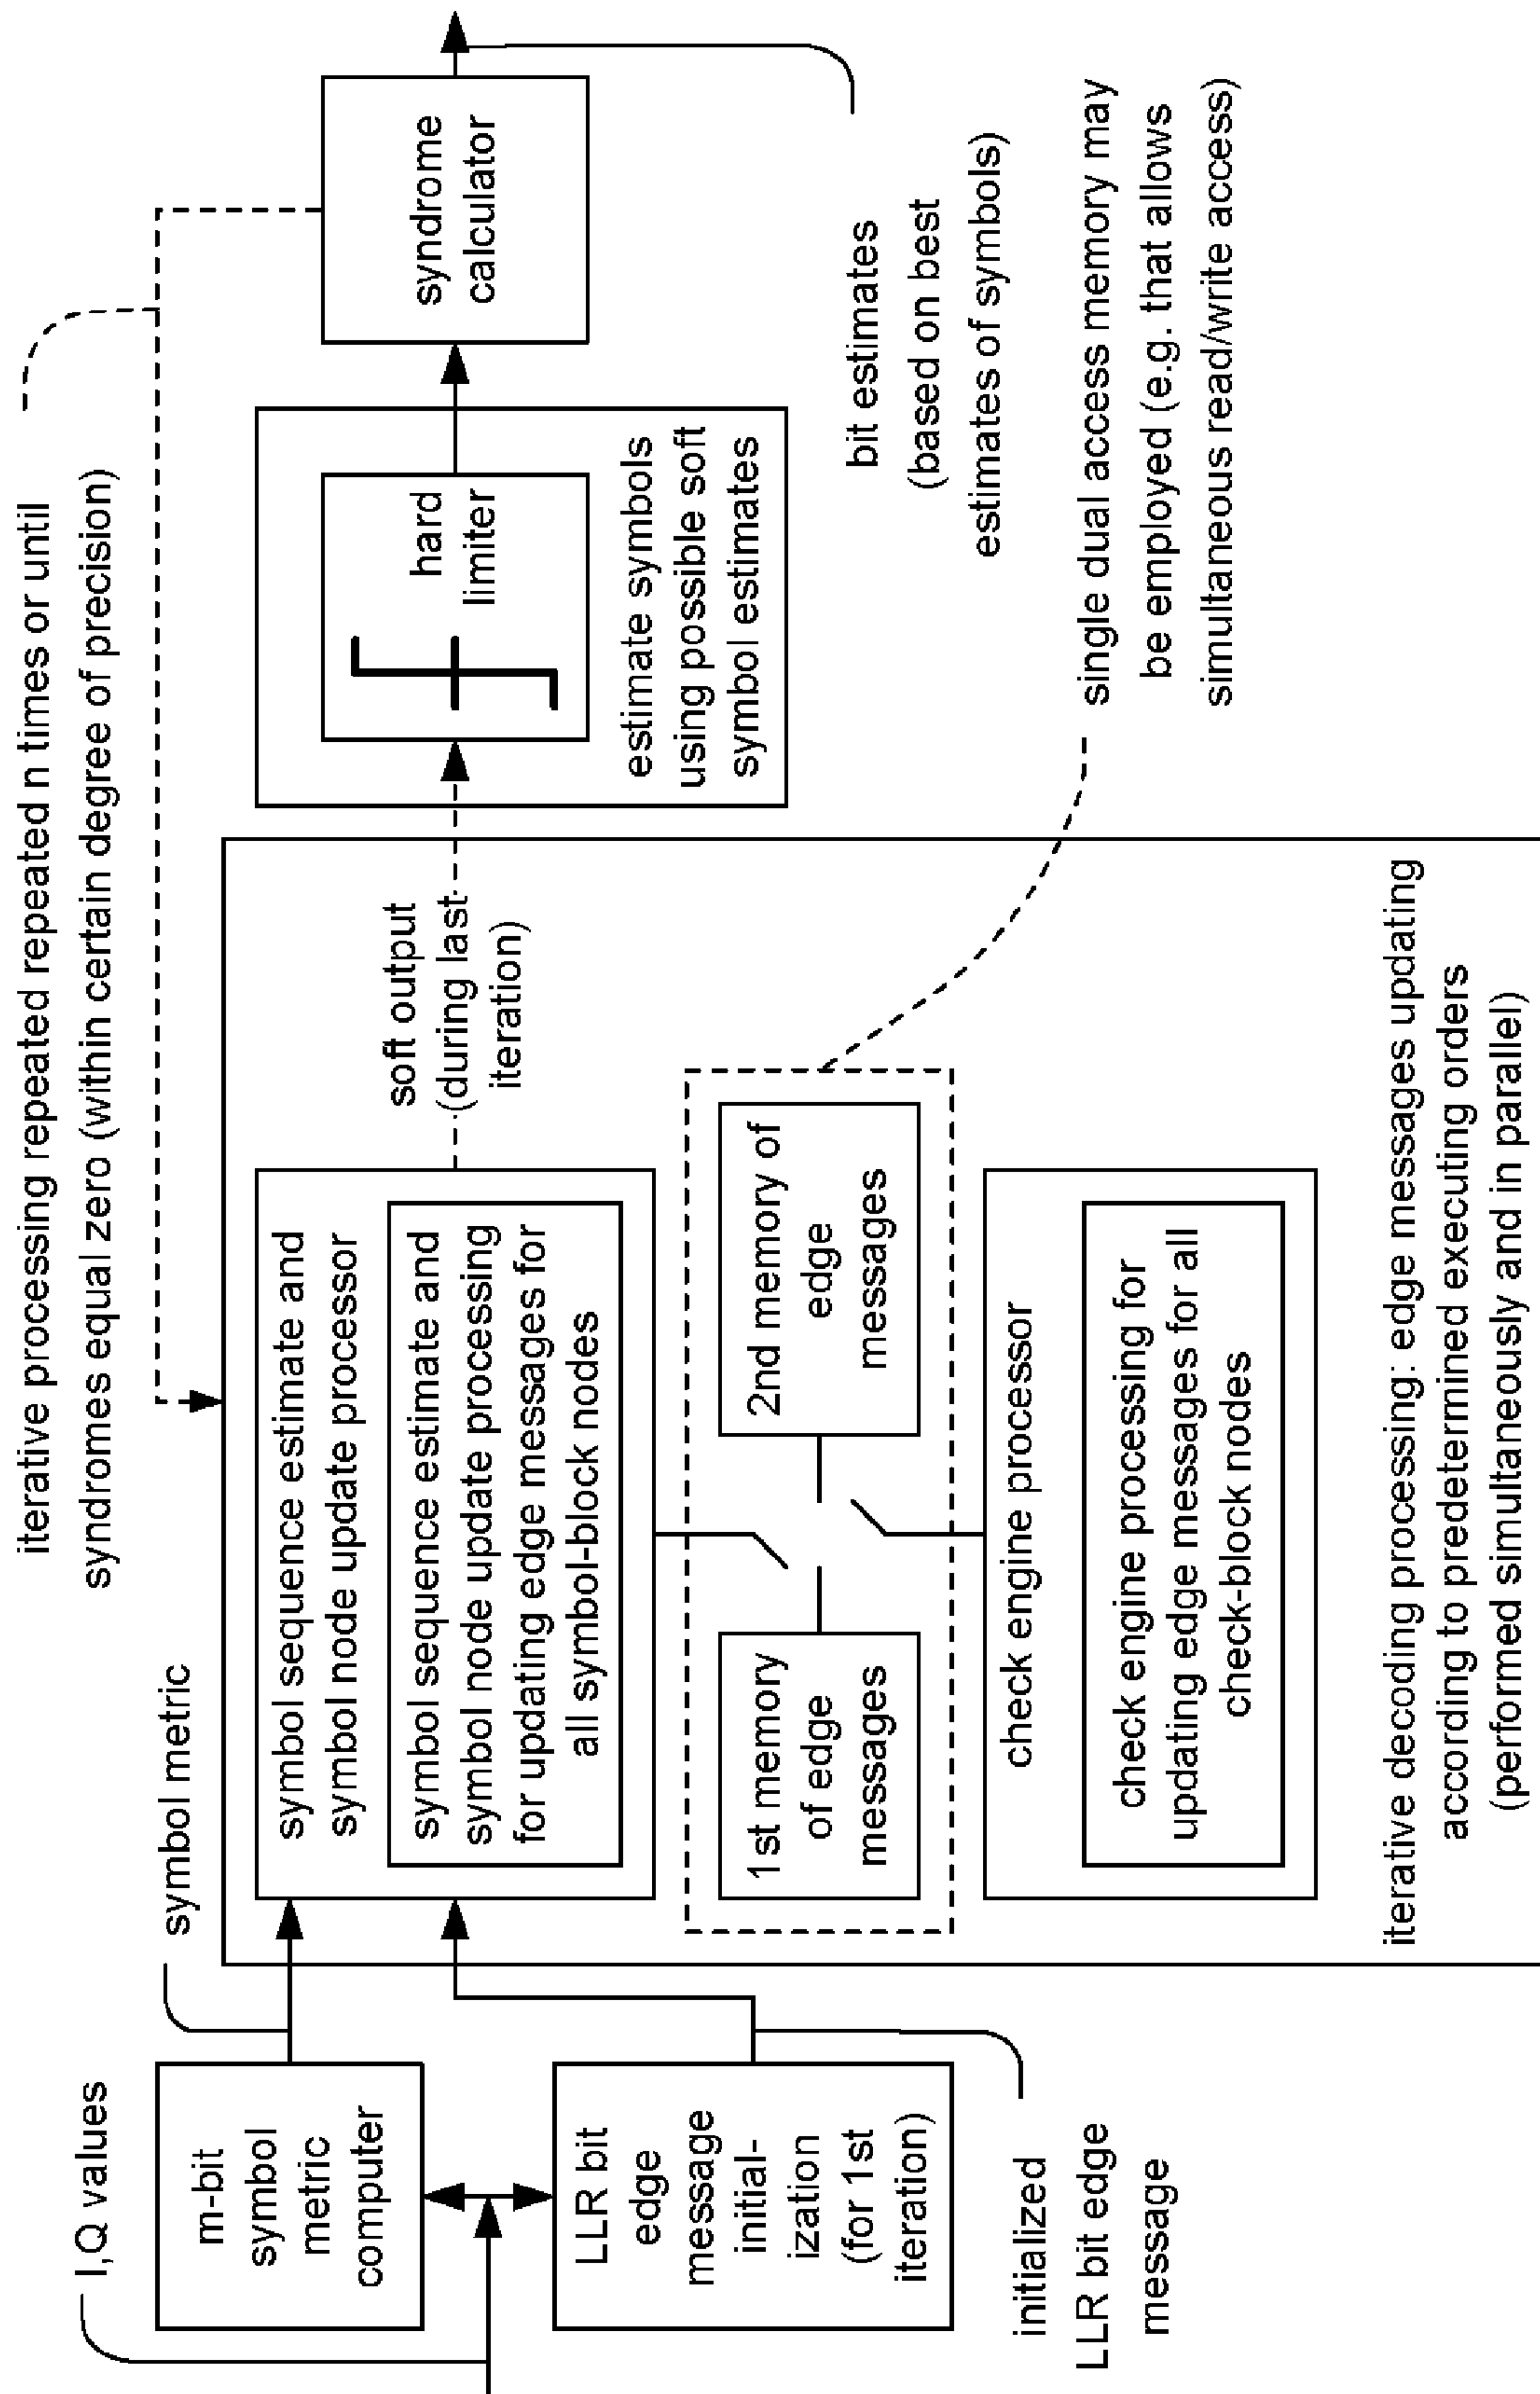 iterative processing repeated repeated n times or until
syndromes equal zero (within certain degree of precision)
I,Q values
symbol metric
m-bit
symbol
metric
computer
LLR bit
edge
message
initial-
ization
(for 1st
iteration)
initialized
LLR bit edge
message
symbol sequence estimate and
symbol node update processor
symbol sequence estimate and
symbol node update processing
for updating edge messages for
all symbol-block nodes
1st memory
of edge
messages
2nd memory of
edge
messages
check engine processor
check engine processing for
updating edge messages for all
check-block nodes
iterative decoding processing: edge messages updating
according to predetermined executing orders
(performed simultaneously and in parallel)
soft output
(during last
iteration)
hard
limiter
estimate symbols
using possible soft
symbol estimates
syndrome
calculator
bit estimates
(based on best
estimates of symbols)
single dual access memory may
be employed (e.g. that allows
simultaneous read/write access)